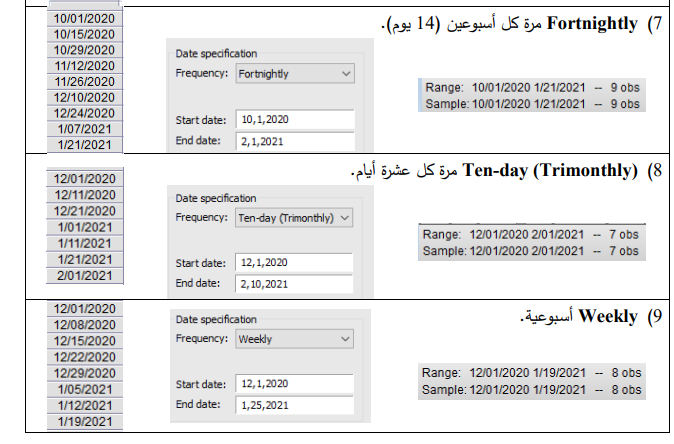 7) Fortnightly مرة كل أسبوعين (14 يوم).
10/01/2020
10/15/2020
10/29/2020
11/12/2020
11/26/2020
12/10/2020
12/24/2020
1/07/2021
1/21/2021
Date specification
Frequency: Fortnightly
Start date: 10,1,2020
End date: 2,1,2021
Range: 10/01/2020 1/21/2021 -- 9 obs
Sample: 10/01/2020 1/21/2021 -- 9 obs
8) Ten-day (Trimonthly) مرة كل عشرة أيام.
12/01/2020
12/11/2020
12/21/2020
1/01/2021
1/11/2021
1/21/2021
2/01/2021
Date specification
Frequency: Ten-day (Trimonthly)
Start date: 12,1,2020
End date: 2,10,2021
Range: 12/01/2020 2/01/2021 -- 7 obs
Sample: 12/01/2020 2/01/2021 -- 7 obs
9) Weekly أسبوعية.
12/01/2020
12/08/2020
12/15/2020
12/22/2020
12/29/2020
1/05/2021
1/12/2021
1/19/2021
Date specification
Frequency: Weekly
Start date: 12,1,2020
End date: 1,25,2021
Range: 12/01/2020 1/19/2021 -- 8 obs
Sample: 12/01/2020 1/19/2021 -- 8 obs